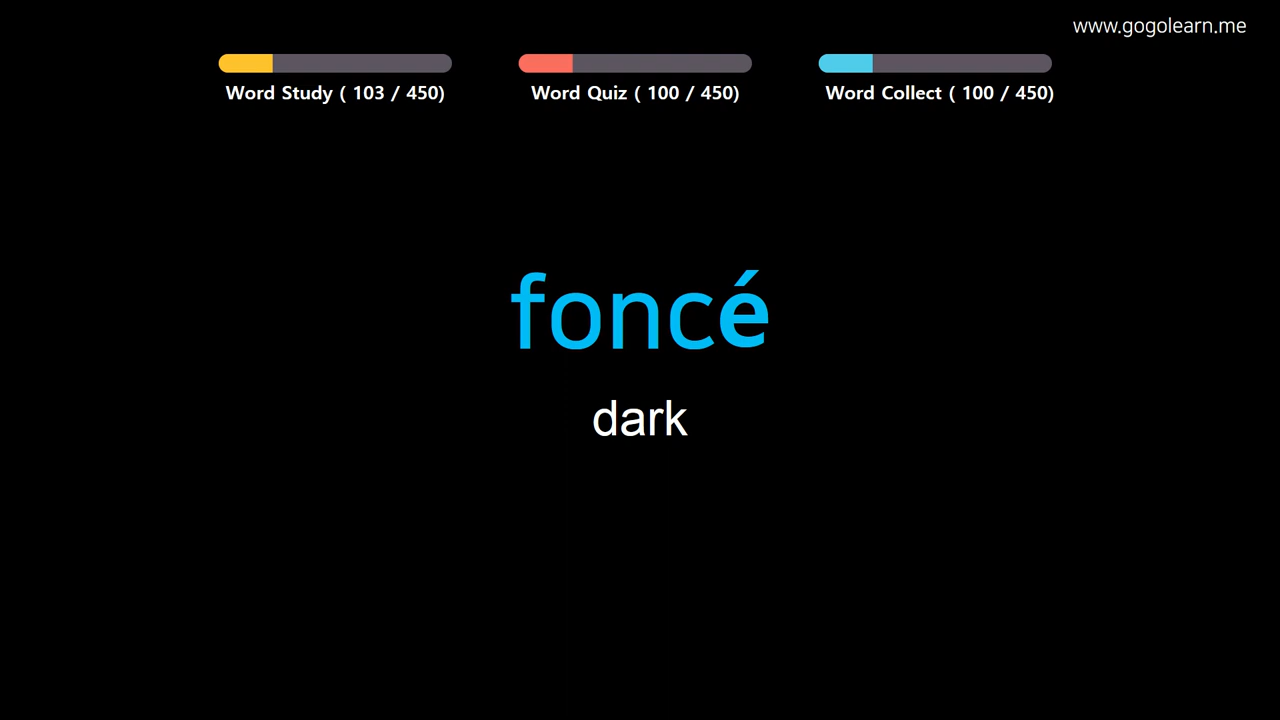 www.gogolearn.me
Word Study ( 103 / 450)
Word Quiz ( 100 / 450)
Word Collect ( 100 / 450)
foncé
dark